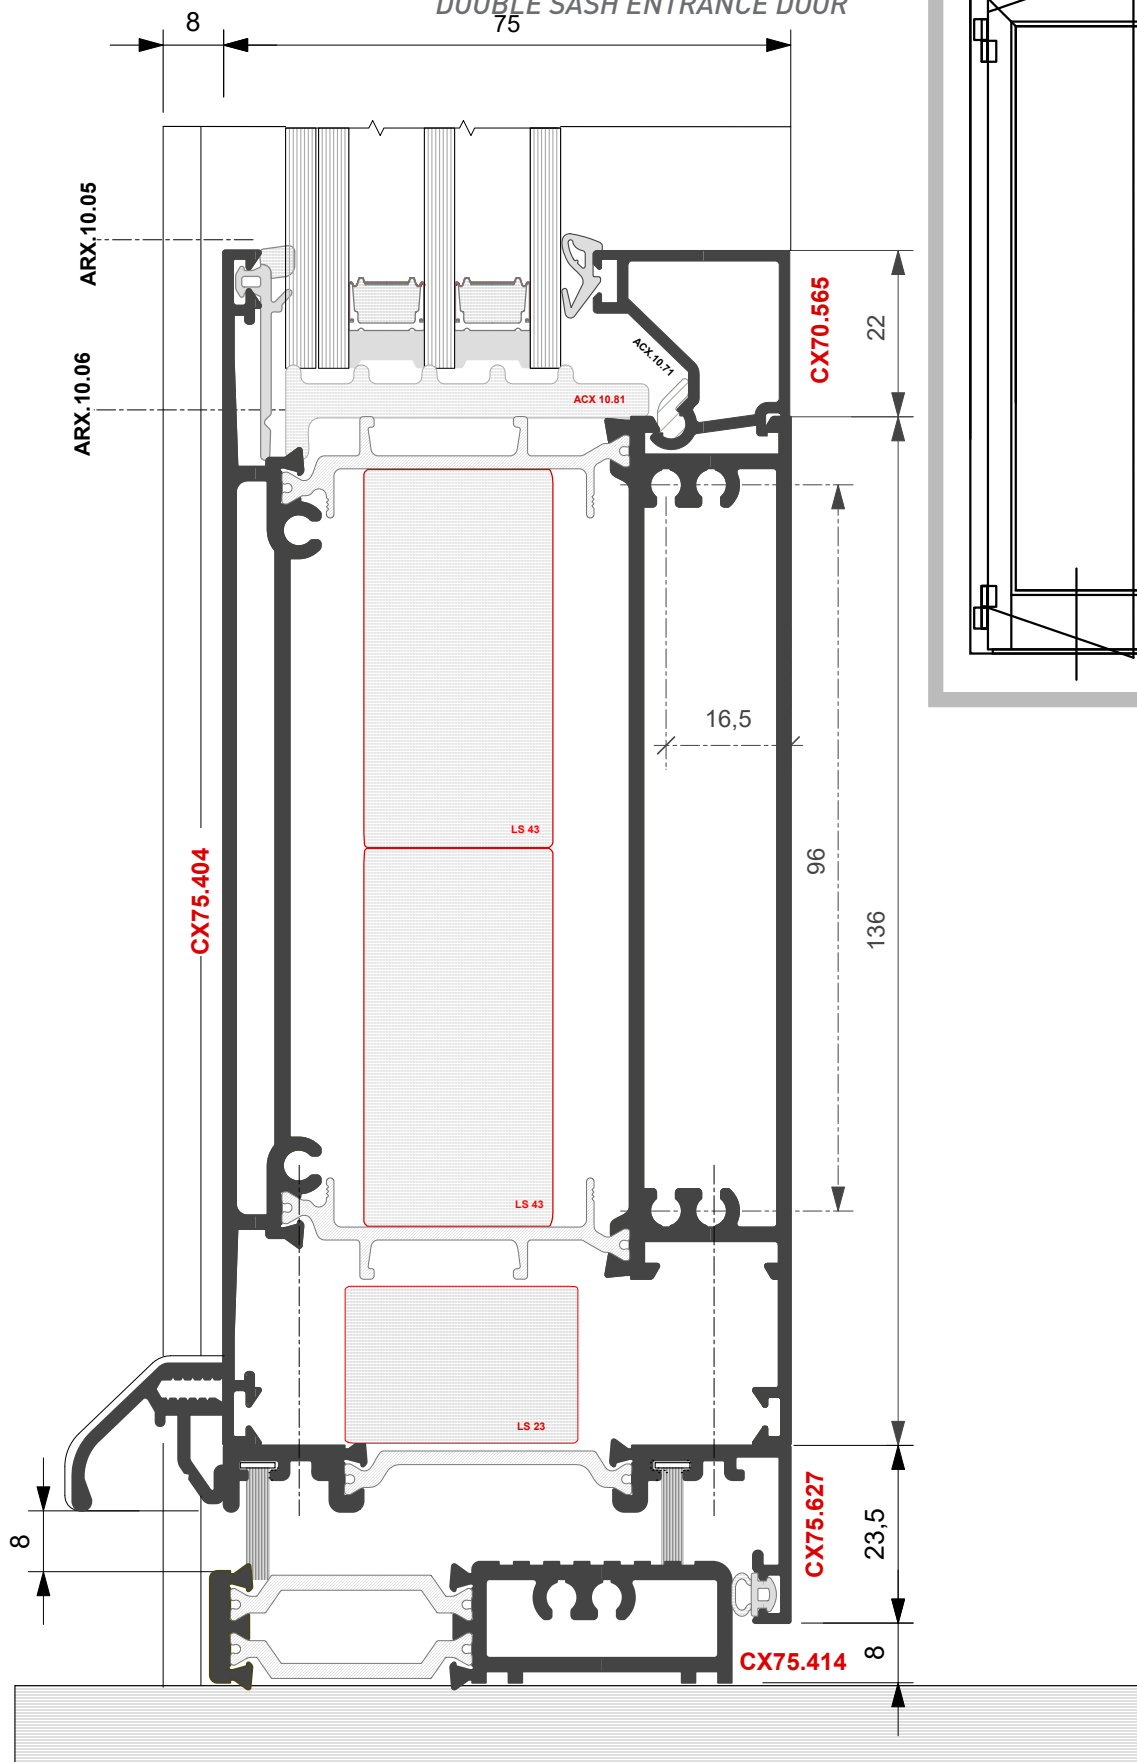 DOUBLE SASH ENTRANCE DOOR
8
75
ARX.10.05
ARX.10.06
CX70.565
22
ACX.10.71
ACX 10.81
16,5
LS 43
96
136
CX75.404
LS 43
LS 23
8
CX75.627
23,5
CX75.414
8